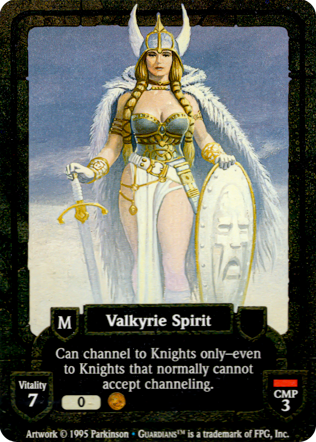 M
Valkyrie Spirit
Can channel to Knights only–even
to Knights that normally cannot
accept channeling.
Vitality
7
0
CMP
3
Artwork © 1995 Parkinson • GUARDIANS™ is a trademark of FPG, Inc.